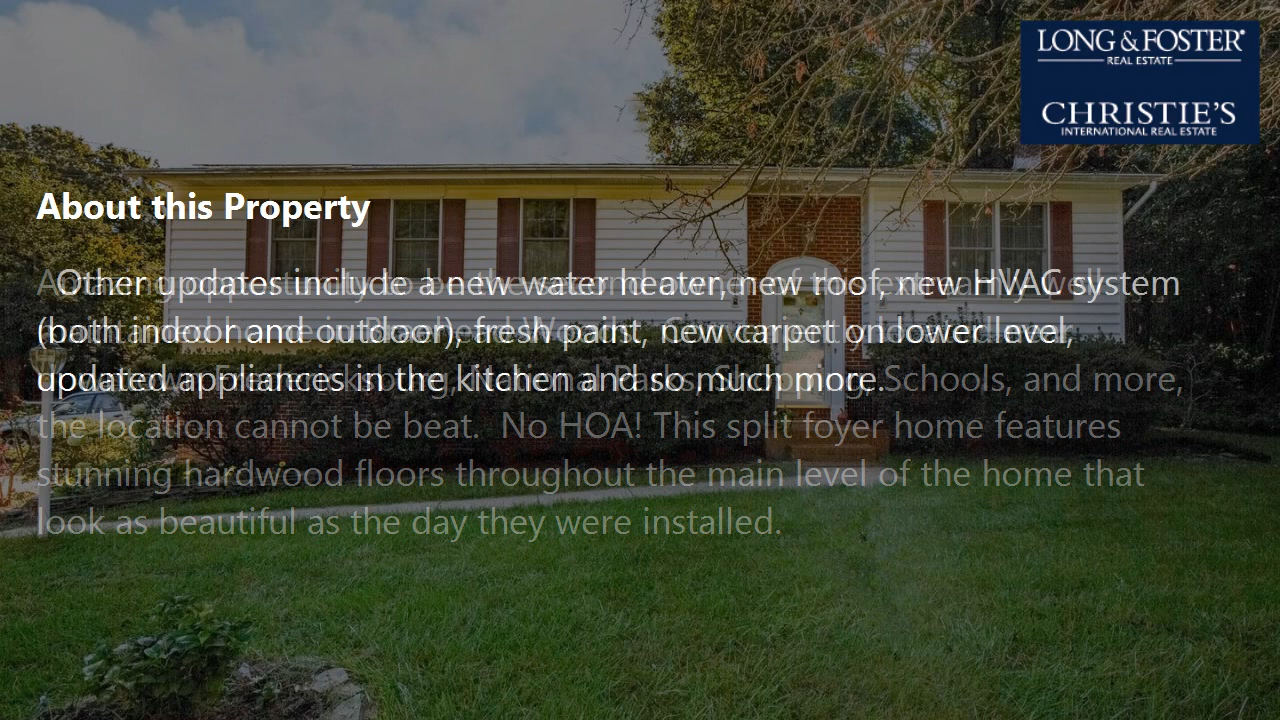 LONG & FOSTER®
REAL ESTATE
CHRISTIE'S
INTERNATIONAL REAL ESTATE
About this Property
Other updates include a new water heater, new roof, new HVAC system
(both indoor and outdoor), fresh paint, new carpet on lower level,
updated appliances in the kitchen and so much more.
Schools, and more,
the location cannot be beat. No HOA! This split foyer home features
stunning hardwood floors throughout the main level of the home that
look as beautiful as the day they were installed.